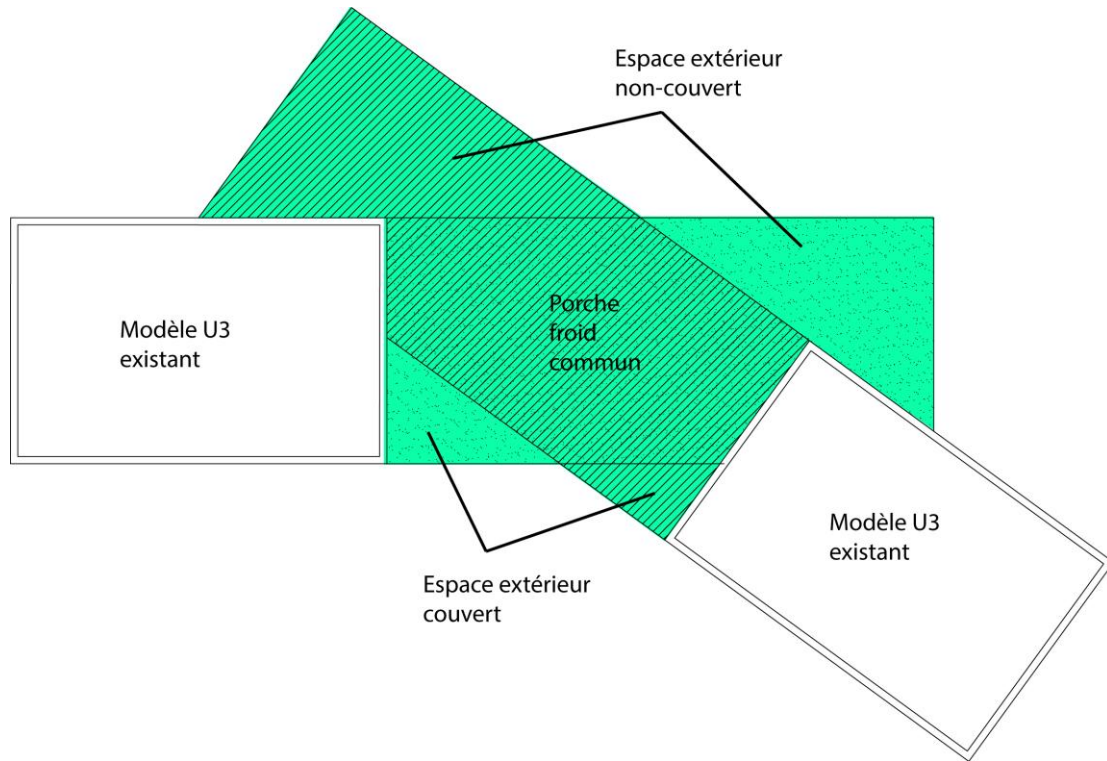 Espace extérieur
non-couvert
Porche
froid
commun
Modèle U3
existant
Modèle U3
existant
Espace extérieur
couvert